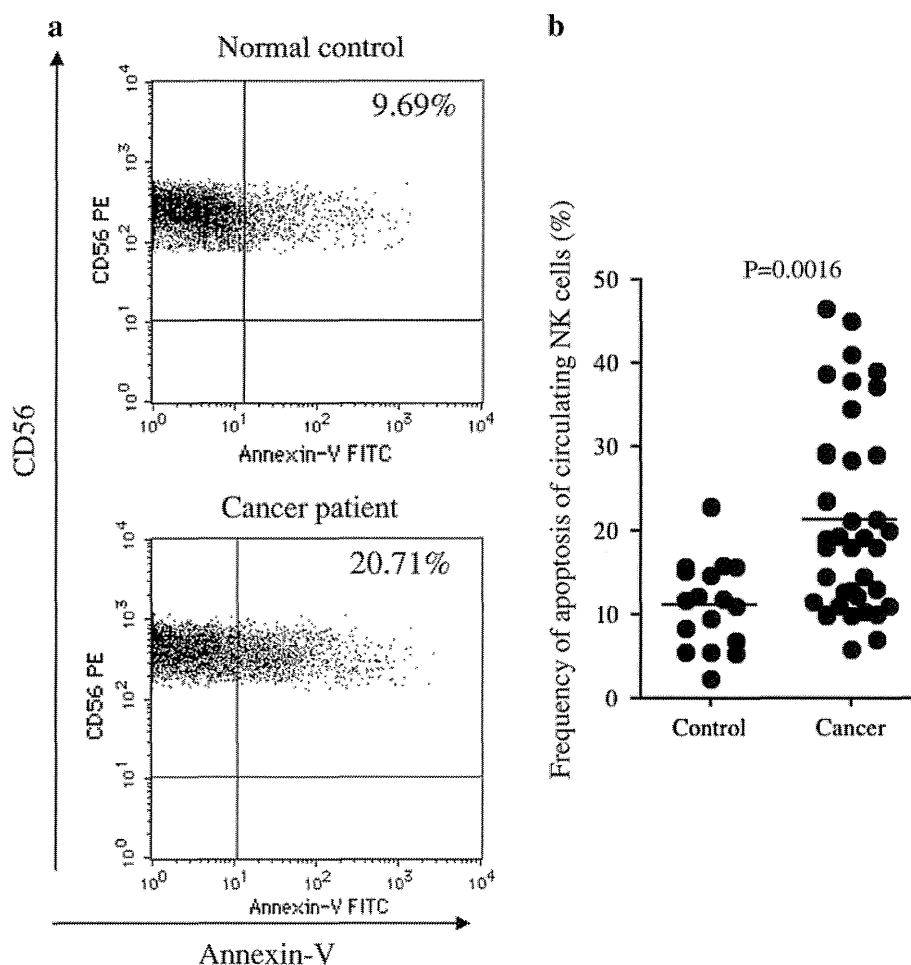 a
Normal control
9.69%
10^4
10^3
10^2
10^1
10^0
CD56 PE
10^0 10^1 10^2 10^3 10^4
Annexin-V FITC
Cancer patient
20.71%
10^4
10^3
10^2
10^1
10^0
CD56 PE
10^0 10^1 10^2 10^3 10^4
Annexin-V FITC
CD56
Annexin-V
b
P=0.0016
Frequency of apoptosis of circulating NK cells (%)
50
40
30
20
10
0
Control Cancer